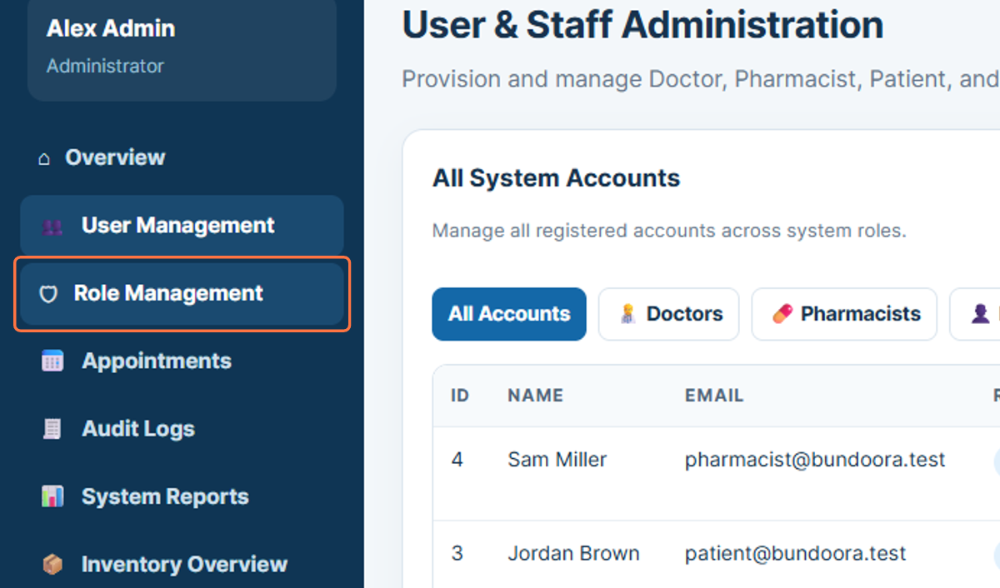 Alex Admin
Administrator
Overview
User Management
Role Management
Appointments
Audit Logs
System Reports
Inventory Overview
User & Staff Administration
Provision and manage Doctor, Pharmacist, Patient, and
All System Accounts
Manage all registered accounts across system roles.
All Accounts Doctors Pharmacists
ID NAME EMAIL
4 Sam Miller pharmacist@bundoora.test
3 Jordan Brown patient@bundoora.test